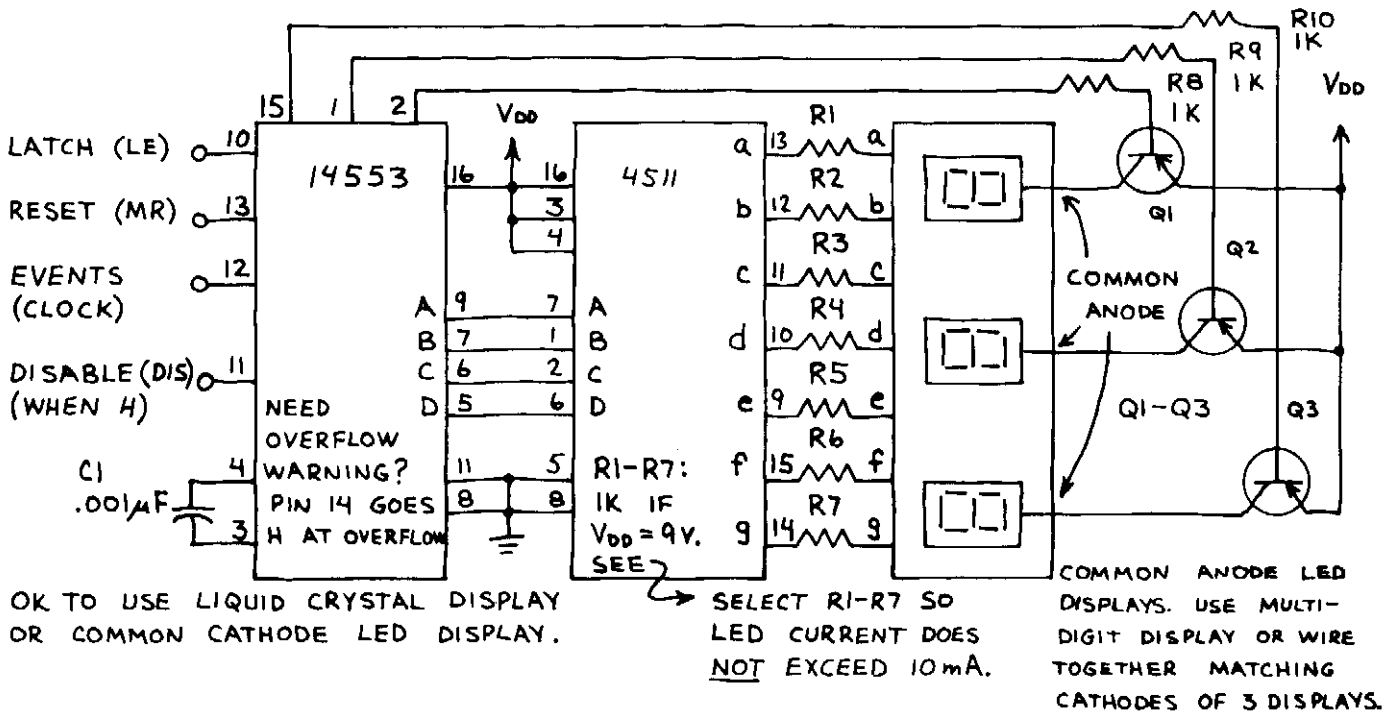 R10
1K
R9
1K
R8
1K
VDD
15
1
2
VDD
R1
LATCH (LE)
10
14553
16
16
4511
a
13
a
R2
RESET (MR)
13
3
b
12
b
Q1
4
R3
Q2
EVENTS
(CLOCK)
12
c
11
c
COMMON
ANODE
A
9
7
A
R4
B
7
1
B
d
10
d
DISABLE(DIS)
(WHEN H)
11
C
6
2
C
R5
D
5
6
D
e
9
e
Q1-Q3
Q3
NEED
OVERFLOW
WARNING?
PIN 14 GOES
H AT OVERFLOW
R6
C1
.001µF
4
3
11
5
8
8
R1-R7:
1K IF
VDD = 9V.
SEE
f
15
f
R7
g
14
g
OK TO USE LIQUID CRYSTAL DISPLAY
OR COMMON CATHODE LED DISPLAY.
SELECT R1-R7 SO
LED CURRENT DOES
NOT EXCEED 10mA.
COMMON ANODE LED
DISPLAYS. USE MULTI-
DIGIT DISPLAY OR WIRE
TOGETHER MATCHING
CATHODES OF 3 DISPLAYS.